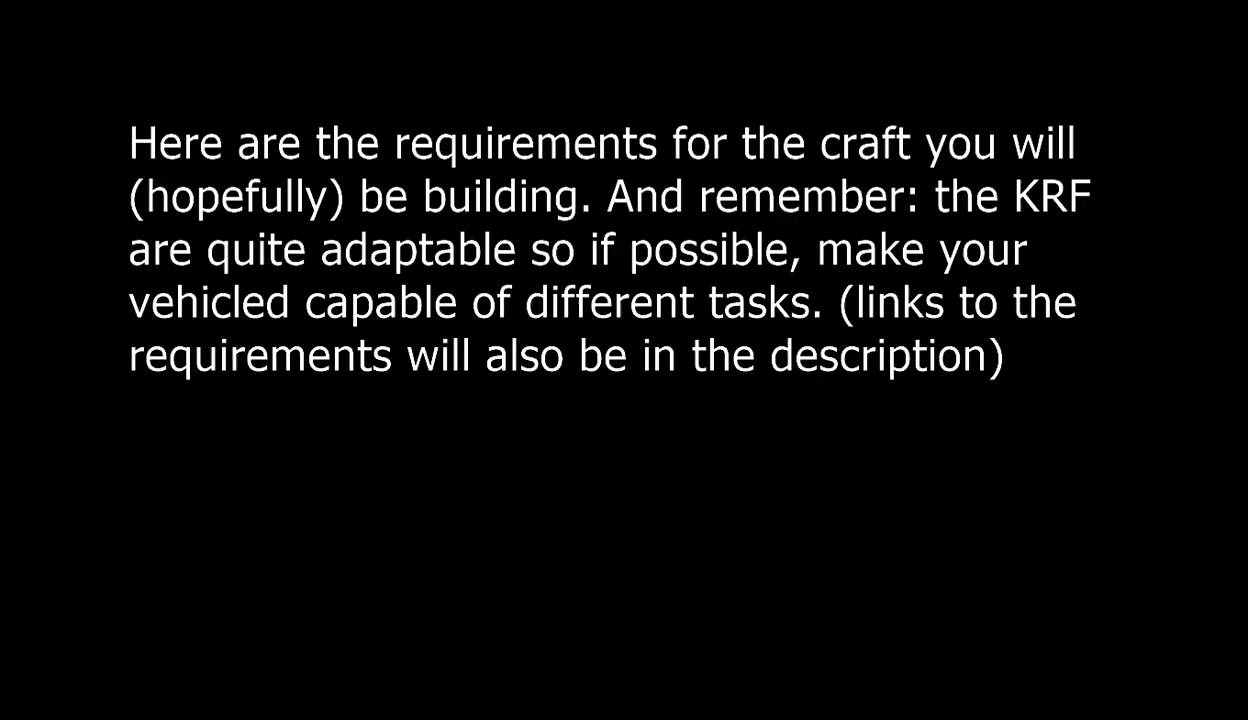 Here are the requirements for the craft you will
(hopefully) be building. And remember: the KRF
are quite adaptable so if possible, make your
vehicled capable of different tasks. (links to the
requirements will also be in the description)